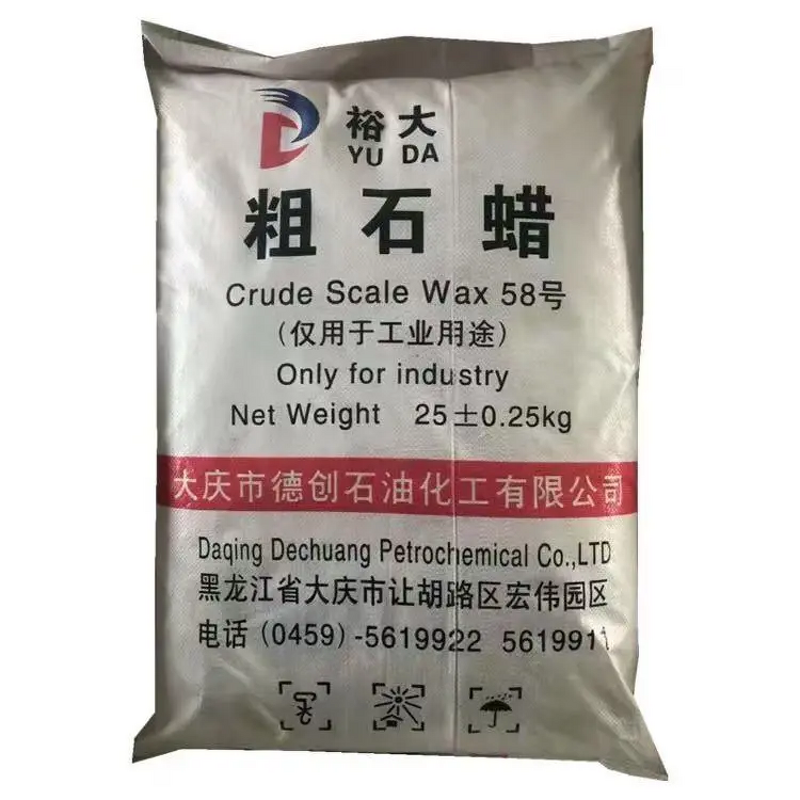 裕大
YU DA
粗石蜡
Crude Scale Wax 58号
(仅用于工业用途)
Only for industry
Net Weight 25±0.25kg
大庆市德创石油化工有限公司
Daqing Dechuang Petrochemical Co.,LTD
黑龙江省大庆市让胡路区宏伟园区
电话(0459)-5619922 5619911